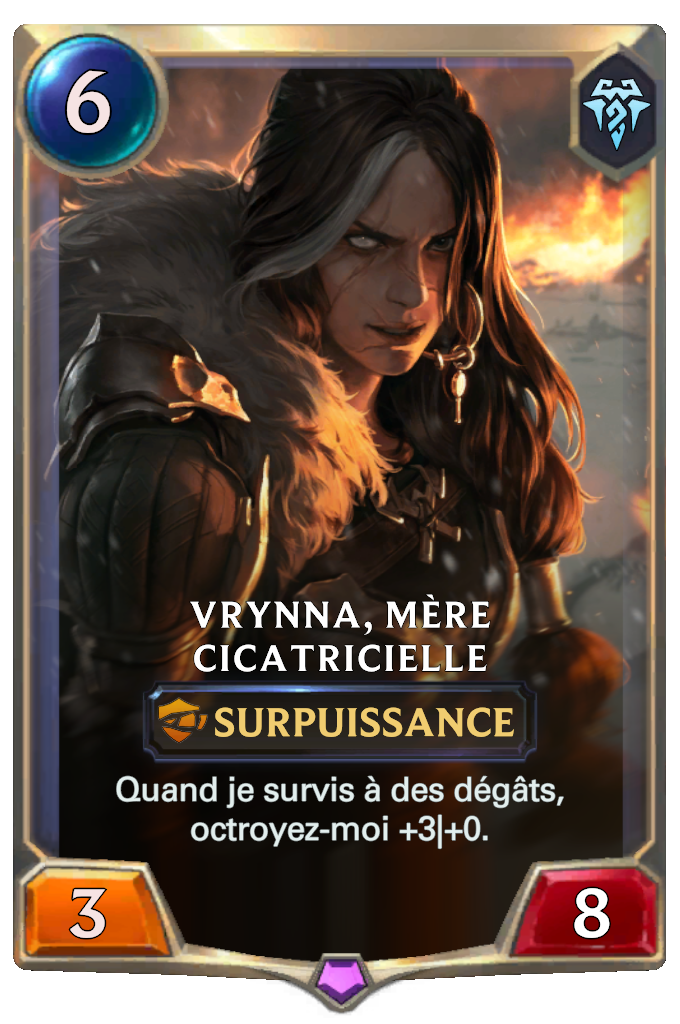 6
VRYNNA, MÈRE
CICATRICIELLE
SURPUISSANCE
Quand je survis à des dégâts,
octroyez-moi +3|+0.
3
8